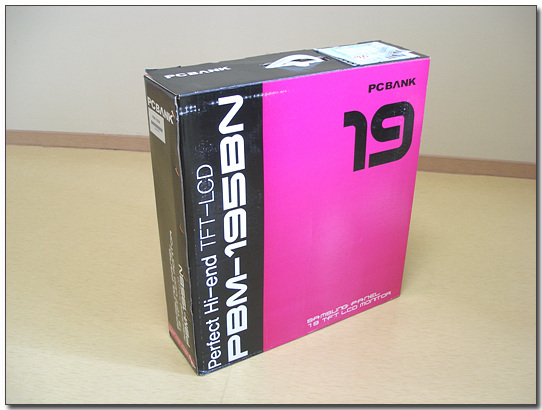 PCBANK
PCBANK
PCBANK
19
Perfect Hi-end TFT-LCD
PBM-195BN
SAMSUNG PANEL
19 TFT LCD MONITOR